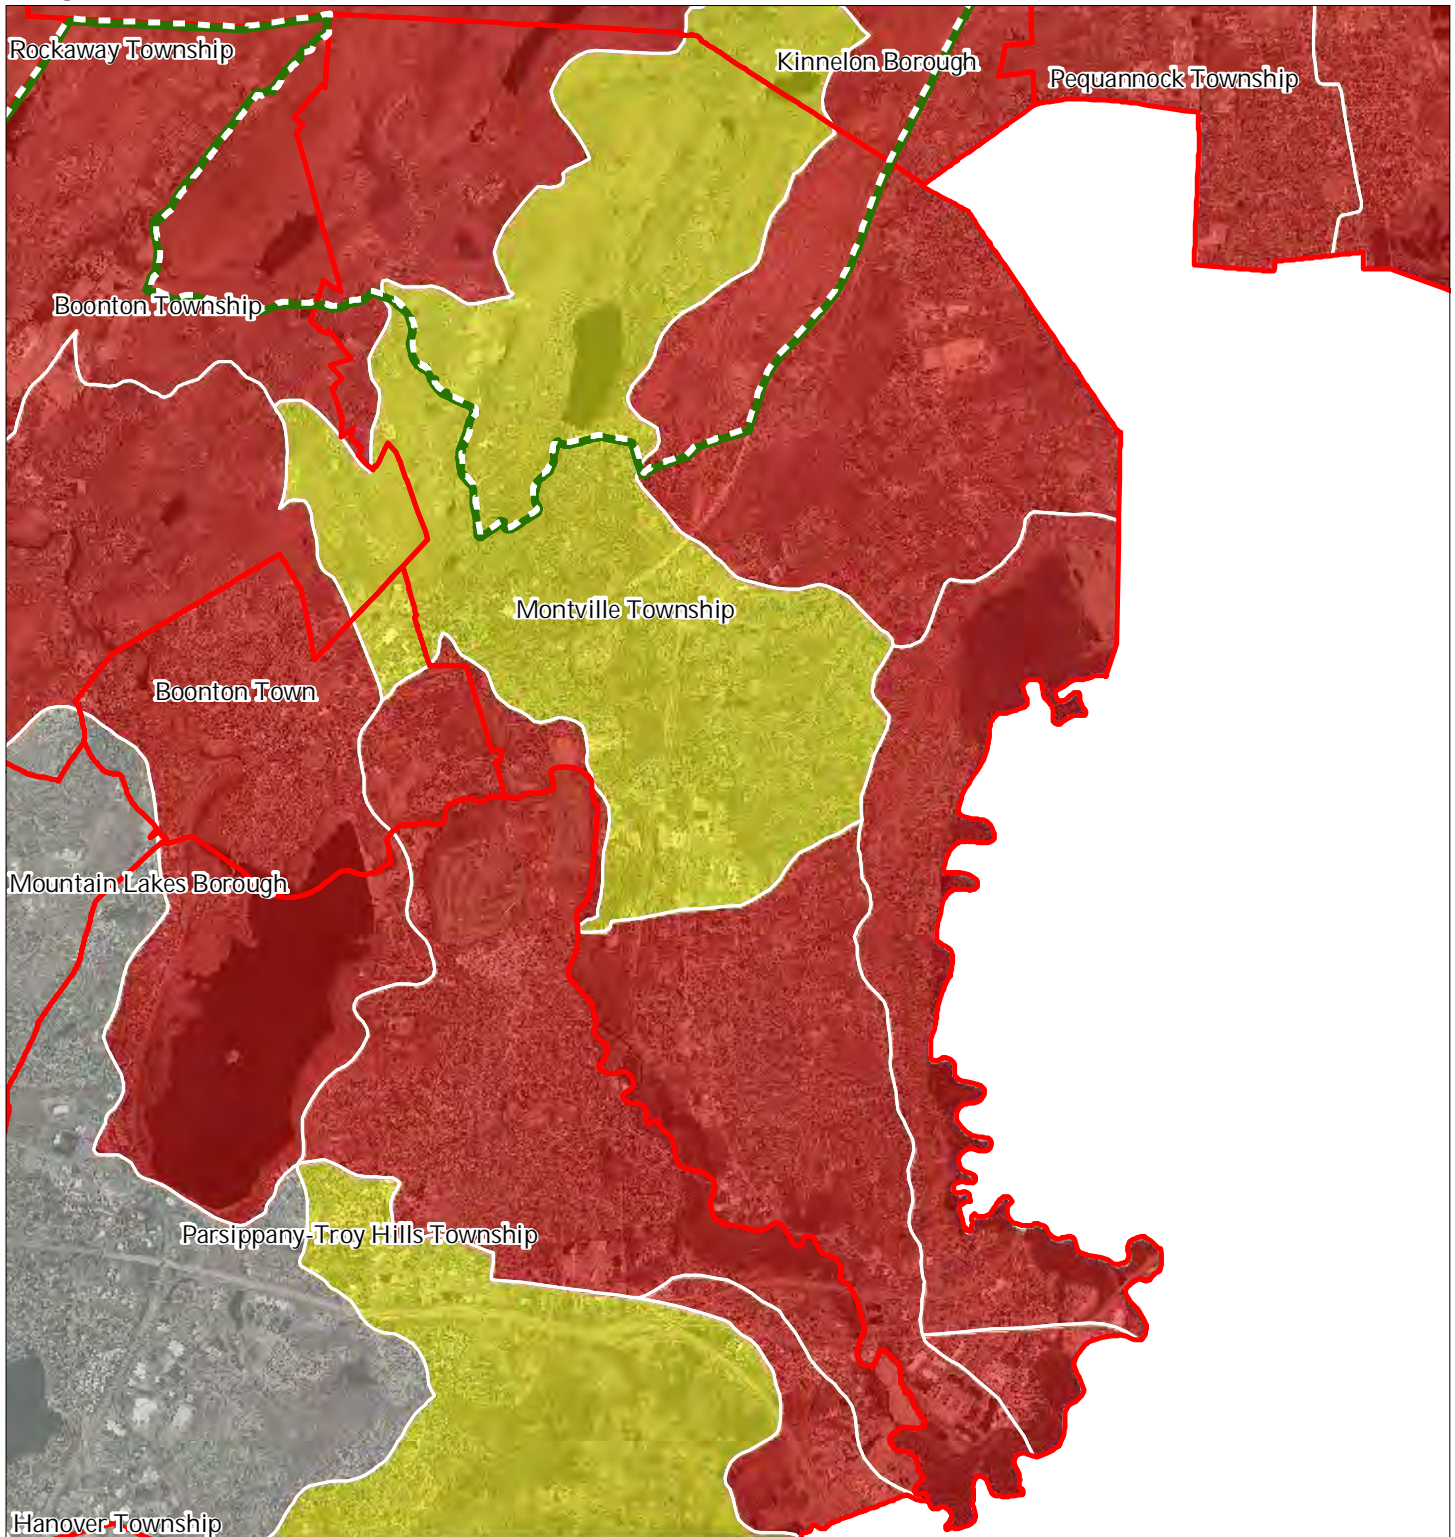 Rockaway Township
Kinnelon Borough
Pequannock Township
Boonton Township
Montville Township
Boonton Town
Mountain Lakes Borough
Parsippany-Troy Hills Township
Hanover Township